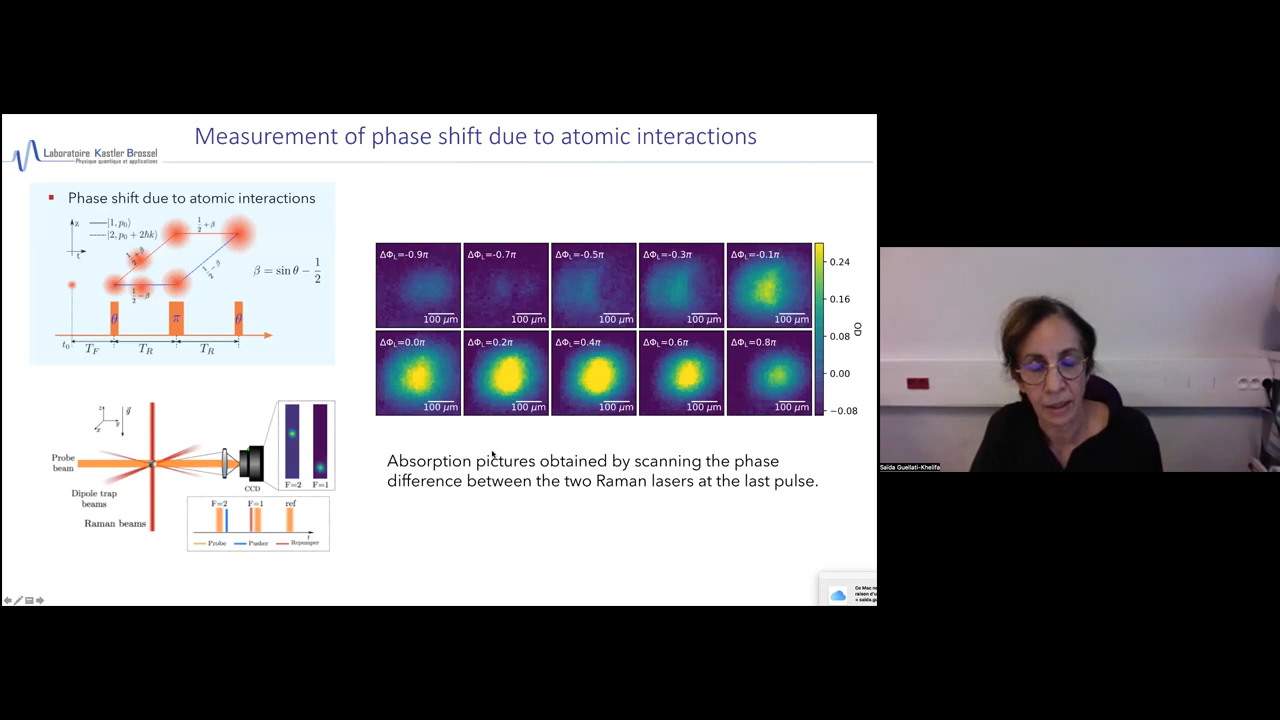 Measurement of phase shift due to atomic interactions
Laboratoire Kastler Brossel
Physique quantique et applications
Phase shift due to atomic interactions
z
t
|1, p₀⟩
|2, p₀ + 2ħk⟩
1/2 + β
1/2 + β
1/2 − β
1/2 − β
β = sin θ − 1/2
θ
π
θ
t₀
T_F
T_R
T_R
ΔΦ_L=-0.9π
ΔΦ_L=-0.7π
ΔΦ_L=-0.5π
ΔΦ_L=-0.3π
ΔΦ_L=-0.1π
100 μm
100 μm
100 μm
100 μm
100 μm
ΔΦ_L=0.0π
ΔΦ_L=0.2π
ΔΦ_L=0.4π
ΔΦ_L=0.6π
ΔΦ_L=0.8π
100 μm
100 μm
100 μm
100 μm
100 μm
0.24
0.16
0.08
0.00
−0.08
OD
Absorption pictures obtained by scanning the phase
difference between the two Raman lasers at the last pulse.
z
x
y
g
Probe
beam
Dipole trap
beams
Raman beams
CCD
F=2
F=1
F=2
F=1
ref
t
Probe
Pusher
Repumper
Saïda Guellati-Khelifa
Ce Mac